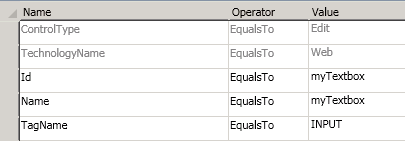 Name Operator Value
ControlType EqualsTo Edit
TechnologyName EqualsTo Web
Id EqualsTo myTextbox
Name EqualsTo myTextbox
TagName EqualsTo INPUT